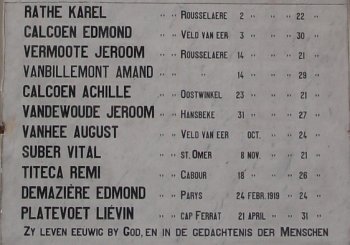 RATHE KAREL „ „ ROUSSELAERE 2 „ „ 22 „
CALCOEN EDMOND „ „ VELD VAN EER „ 3 „ „ 30 „
VERMOOTE JEROOM „ „ ROUSSELAERE 14 „ „ 21 „
VANBILLEMONT AMAND „ „ „ 14 „ „ 29 „
CALCOEN ACHILLE „ „ OOSTWINKEL 23 „ „ 21 „
VANDEWOUDE JEROOM „ „ HANSBEKE 31 „ „ 27 „
VANHEE AUGUST „ „ VELD VAN EER OCT. „ 24 „
SUBER VITAL „ „ ST. OMER 8 NOV. „ 21 „
TITECA REMI „ „ CABOUR 18 „ „ 26 „
DEMAZIÈRE EDMOND „ „ PARYS 24 FEBR. 1919 „ 24 „
PLATEVOET LIÉVIN „ „ CAP FERRAT 21 APRIL „ „ 31 „
ZY LEVEN EEUWIG BY GOD, EN IN DE GEDACHTENIS DER MENSCHEN